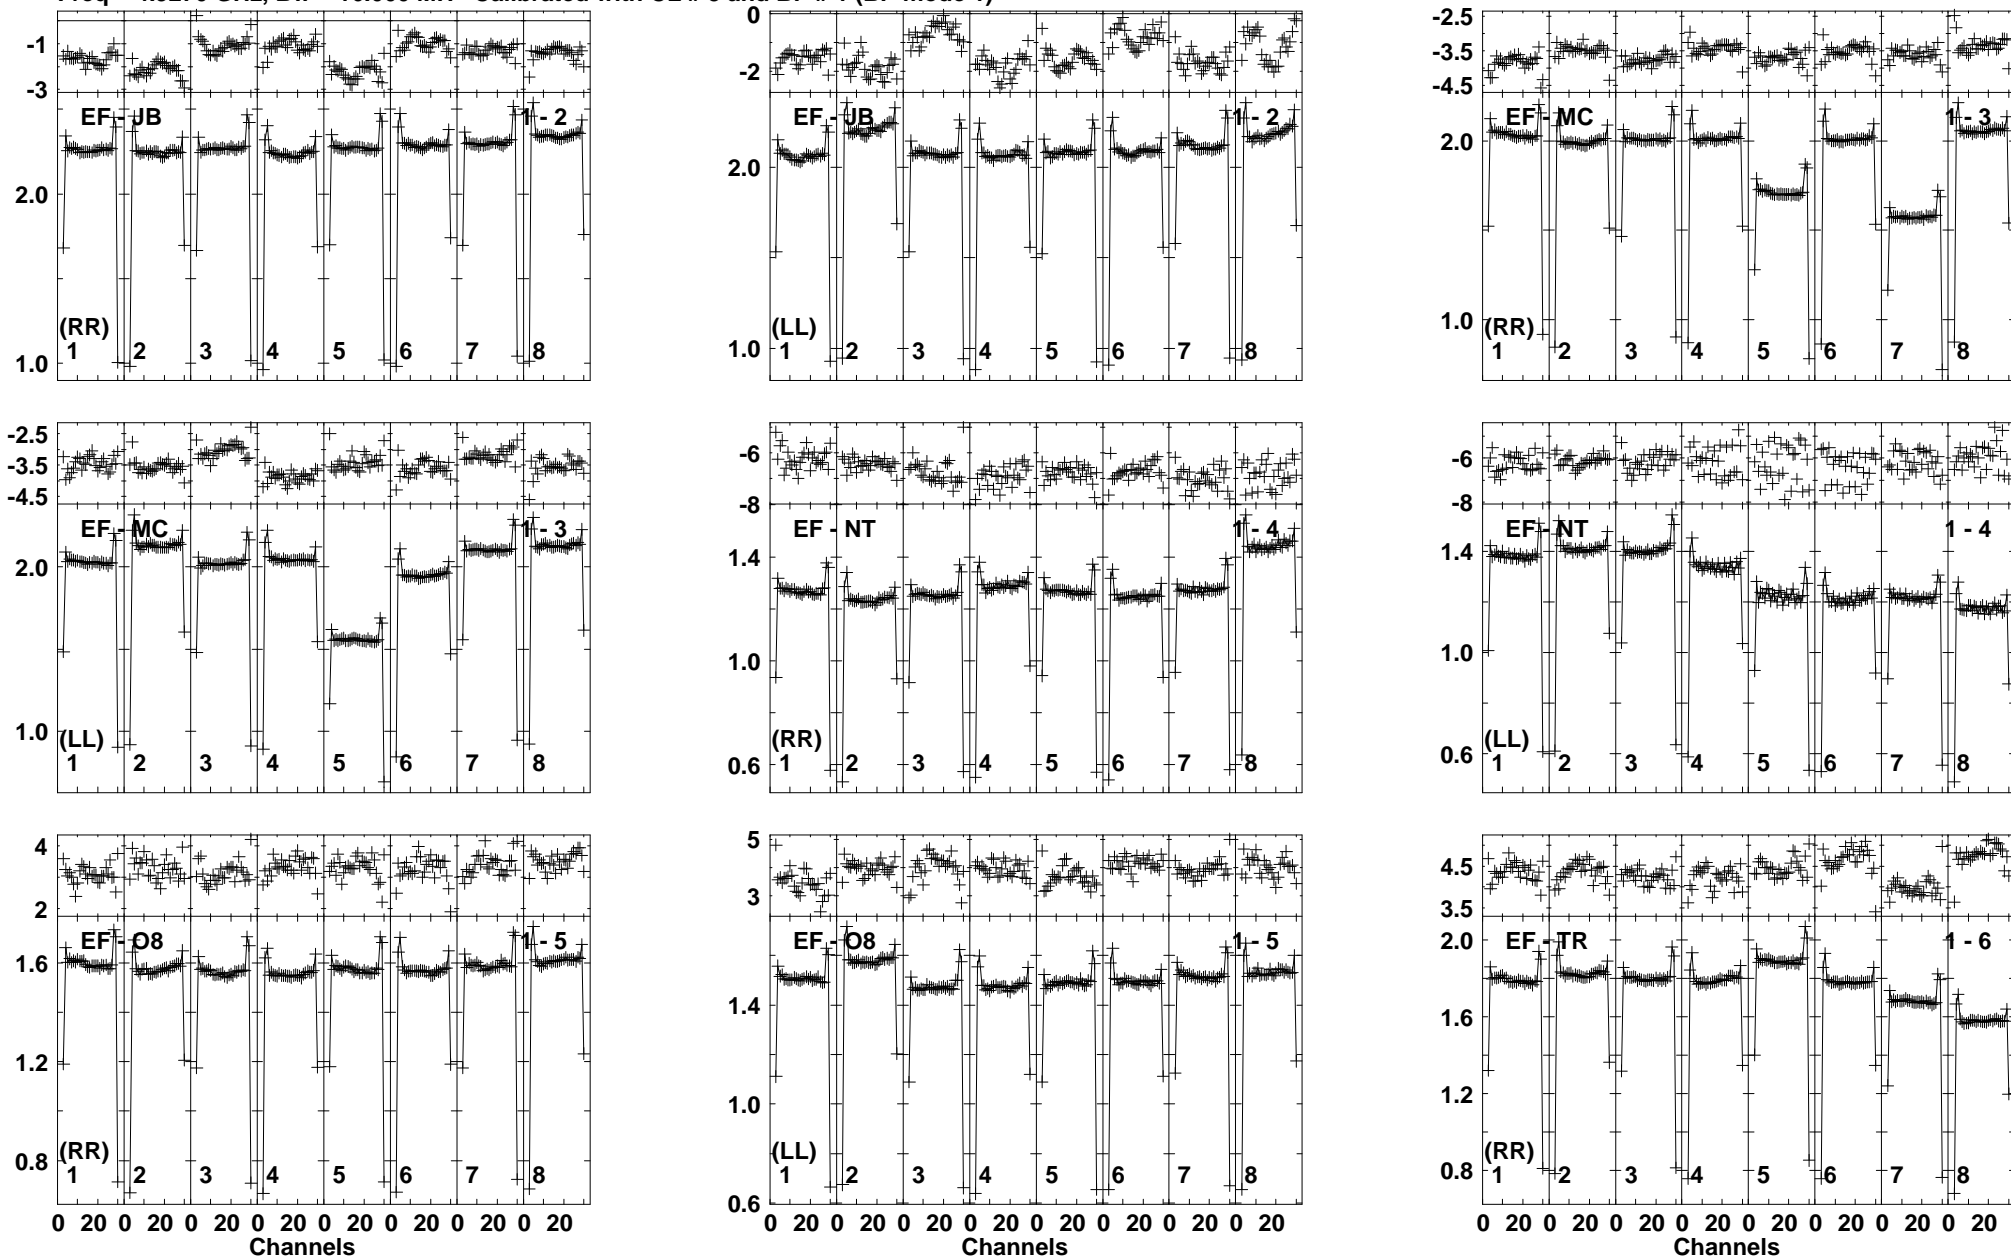 -1
-3
EF - JB 1 - 2
2.0
1.0
(RR)
1 2 3 4 5 6 7 8
0
-2
EF - JB 1 - 2
2.0
1.0
(LL)
1 2 3 4 5 6 7 8
-2.5
-3.5
-4.5
EF - MC 1 - 3
2.0
1.0
(RR)
1 2 3 4 5 6 7 8
-2.5
-3.5
-4.5
EF - MC 1 - 3
2.0
1.0
(LL)
1 2 3 4 5 6 7 8
-6
-8
EF - NT 1 - 4
1.4
1.0
0.6
(RR)
1 2 3 4 5 6 7 8
-6
-8
EF - NT 1 - 4
1.4
1.0
0.6
(LL)
1 2 3 4 5 6 7 8
4
2
EF - O8 1 - 5
1.6
1.2
0.8
(RR)
1 2 3 4 5 6 7 8
0 20 0 20 0 20 0 20 0 20 0 20 0 20 0 20
Channels
5
3
EF - O8 1 - 5
1.4
1.0
0.6
(LL)
1 2 3 4 5 6 7 8
0 20 0 20 0 20 0 20 0 20 0 20 0 20 0 20
Channels
4.5
3.5
EF - TR 1 - 6
2.0
1.6
1.2
0.8
(RR)
1 2 3 4 5 6 7 8
0 20 0 20 0 20 0 20 0 20 0 20 0 20 0 20
Channels